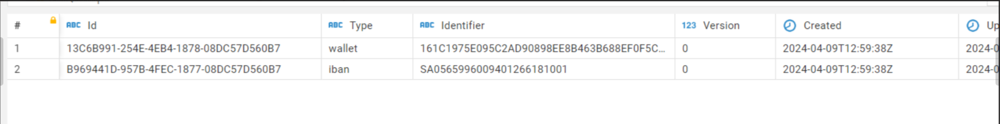 # ABC Id ABC Type ABC Identifier 123 Version Created Up
1 13C6B991-254E-4EB4-1878-08DC57D560B7 wallet 161C1975E095C2AD90898EE8B463B688EF0F5C... 0 2024-04-09T12:59:38Z 2024-0
2 B969441D-957B-4FEC-1877-08DC57D560B7 iban SA0565996009401266181001 0 2024-04-09T12:59:38Z 2024-0